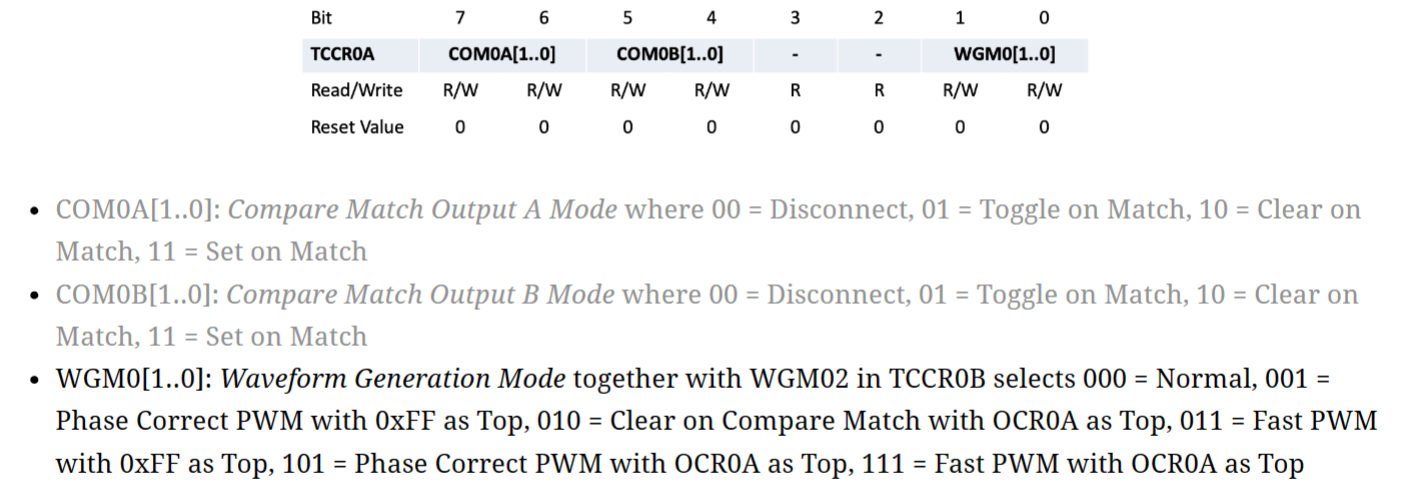 Bit 7 6 5 4 3 2 1 0
TCCR0A COM0A[1..0] COM0B[1..0] - - WGM0[1..0]
Read/Write R/W R/W R/W R/W R R R/W R/W
Reset Value 0 0 0 0 0 0 0 0
• COM0A[1..0]: Compare Match Output A Mode where 00 = Disconnect, 01 = Toggle on Match, 10 = Clear on
Match, 11 = Set on Match
• COM0B[1..0]: Compare Match Output B Mode where 00 = Disconnect, 01 = Toggle on Match, 10 = Clear on
Match, 11 = Set on Match
• WGM0[1..0]: Waveform Generation Mode together with WGM02 in TCCR0B selects 000 = Normal, 001 =
Phase Correct PWM with 0xFF as Top, 010 = Clear on Compare Match with OCR0A as Top, 011 = Fast PWM
with 0xFF as Top, 101 = Phase Correct PWM with OCR0A as Top, 111 = Fast PWM with OCR0A as Top